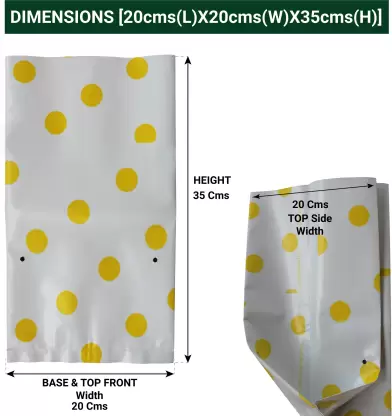 DIMENSIONS [20cms(L)X20cms(W)X35cms(H)]
HEIGHT
35 Cms
20 Cms
TOP Side
Width
BASE & TOP FRONT
Width
20 Cms